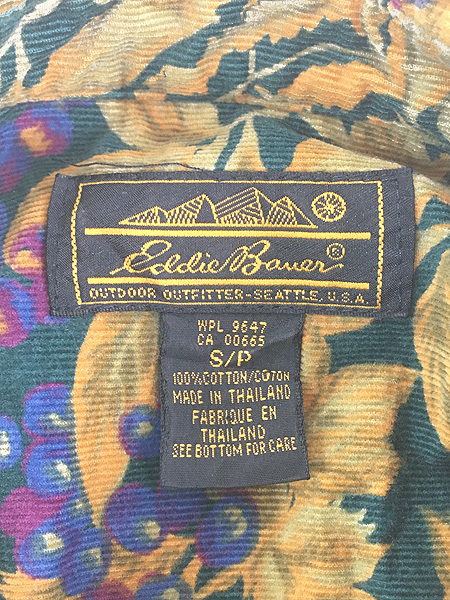 Eddie Bauer®
OUTDOOR OUTFITTER-SEATTLE, U.S.A.
WPL 9647
CA 00665
S/P
100% COTTON/COTON
MADE IN THAILAND
FABRIQUE EN
THAILAND
SEE BOTTOM FOR CARE